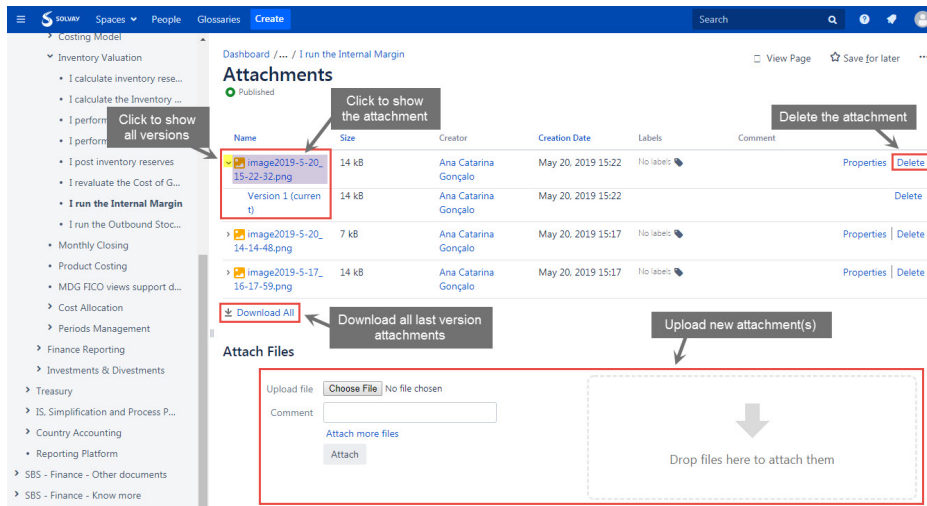 SOLVAY Spaces People Glossaries Create Search
Costing Model
Inventory Valuation
I calculate inventory rese...
I calculate the Inventory ...
I perform
I perform
I post inventory reserves
I revaluate the Cost of G...
I run the Internal Margin
I run the Outbound Stoc...
Monthly Closing
Product Costing
MDG FICO views support d...
Cost Allocation
Periods Management
Finance Reporting
Investments & Divestments
Treasury
IS, Simplification and Process P...
Country Accounting
Reporting Platform
SBS - Finance - Other documents
SBS - Finance - Know more
Dashboard / ... / I run the Internal Margin
View Page Save for later ...
Attachments
Published
Click to show
all versions
Click to show
the attachment
Delete the attachment
Name Size Creator Creation Date Labels Comment
image2019-5-20_ 14 kB Ana Catarina May 20, 2019 15:22 No labels Properties Delete
15-22-32.png Gonçalo
Version 1 (curren 14 kB Ana Catarina May 20, 2019 15:22 Delete
t) Gonçalo
image2019-5-20_ 7 kB Ana Catarina May 20, 2019 15:17 No labels Properties Delete
14-14-48.png Gonçalo
image2019-5-17_ 14 kB Ana Catarina May 20, 2019 15:17 No labels Properties Delete
16-17-59.png Gonçalo
Download All
Download all last version
attachments
Upload new attachment(s)
Attach Files
Upload file Choose File No file chosen
Comment
Attach more files
Attach
Drop files here to attach them